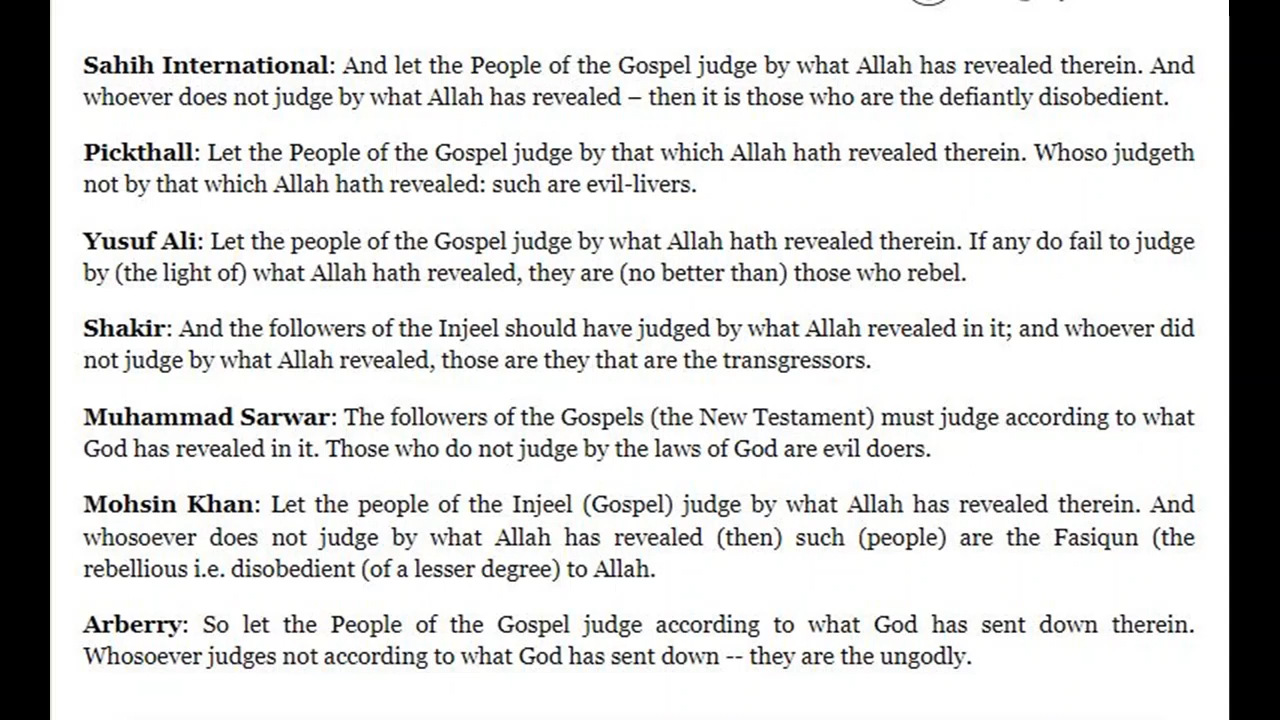 Sahih International: And let the People of the Gospel judge by what Allah has revealed therein. And
whoever does not judge by what Allah has revealed – then it is those who are the defiantly disobedient.
Pickthall: Let the People of the Gospel judge by that which Allah hath revealed therein. Whoso judgeth
not by that which Allah hath revealed: such are evil-livers.
Yusuf Ali: Let the people of the Gospel judge by what Allah hath revealed therein. If any do fail to judge
by (the light of) what Allah hath revealed, they are (no better than) those who rebel.
Shakir: And the followers of the Injeel should have judged by what Allah revealed in it; and whoever did
not judge by what Allah revealed, those are they that are the transgressors.
Muhammad Sarwar: The followers of the Gospels (the New Testament) must judge according to what
God has revealed in it. Those who do not judge by the laws of God are evil doers.
Mohsin Khan: Let the people of the Injeel (Gospel) judge by what Allah has revealed therein. And
whosoever does not judge by what Allah has revealed (then) such (people) are the Fasiqun (the
rebellious i.e. disobedient (of a lesser degree) to Allah.
Arberry: So let the People of the Gospel judge according to what God has sent down therein.
Whosoever judges not according to what God has sent down -- they are the ungodly.